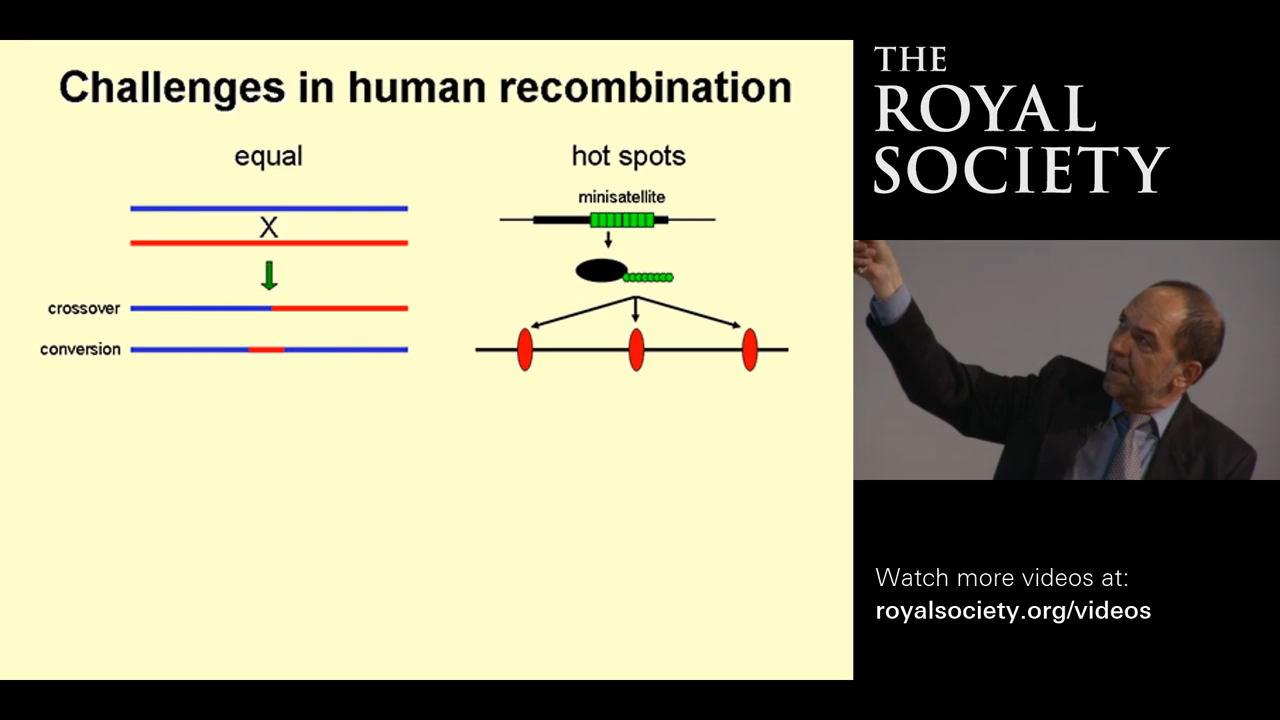 Challenges in human recombination
equal
hot spots
minisatellite
X
crossover
conversion
THE
ROYAL
SOCIETY
Watch more videos at:
royalsociety.org/videos